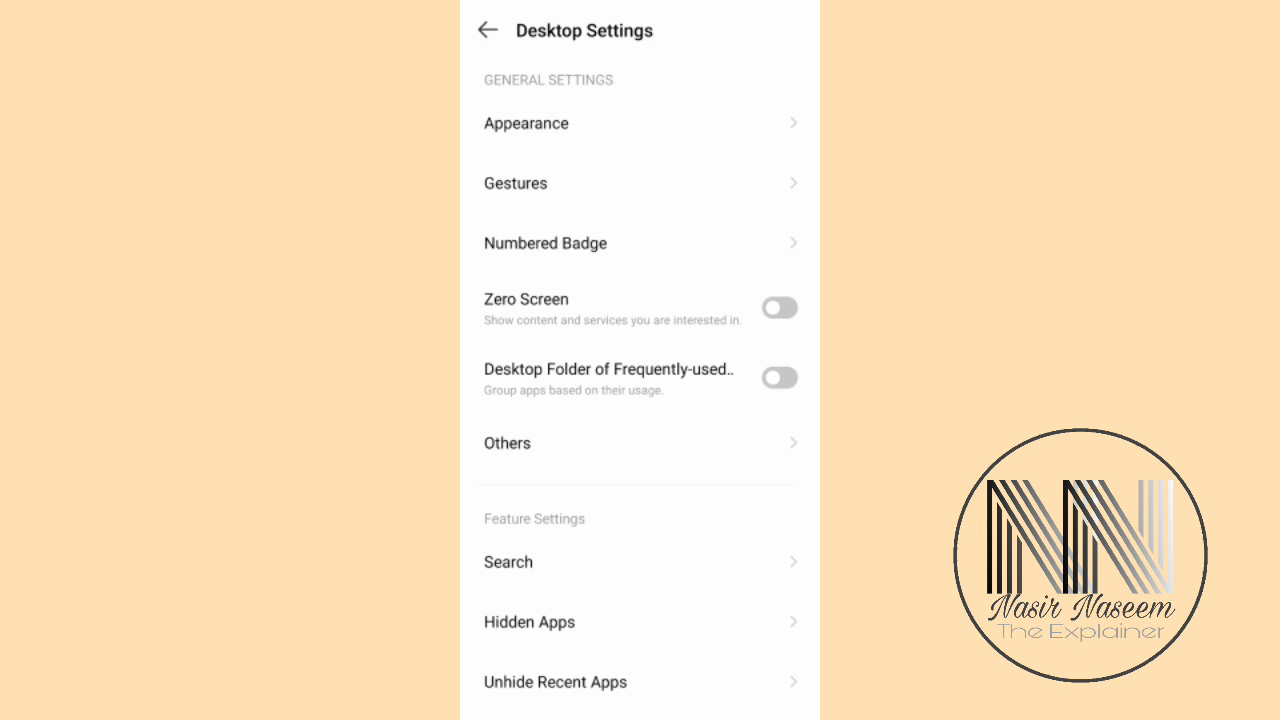 Desktop Settings
GENERAL SETTINGS
Appearance
Gestures
Numbered Badge
Zero Screen
Show content and services you are interested in.
Desktop Folder of Frequently-used..
Group apps based on their usage.
Others
Feature Settings
Search
Hidden Apps
Unhide Recent Apps
NN
Nasir Naseem
The Explainer